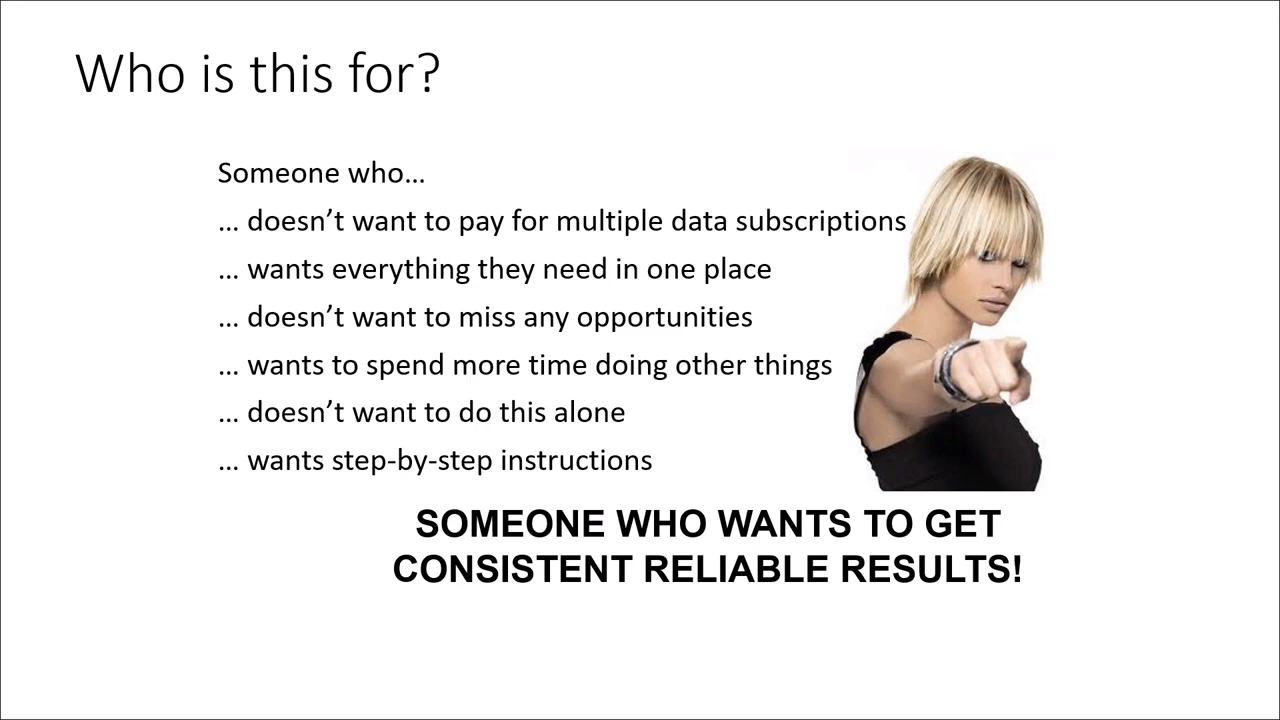 Who is this for?
Someone who…
… doesn’t want to pay for multiple data subscriptions
… wants everything they need in one place
… doesn’t want to miss any opportunities
… wants to spend more time doing other things
… doesn’t want to do this alone
… wants step-by-step instructions
SOMEONE WHO WANTS TO GET
CONSISTENT RELIABLE RESULTS!